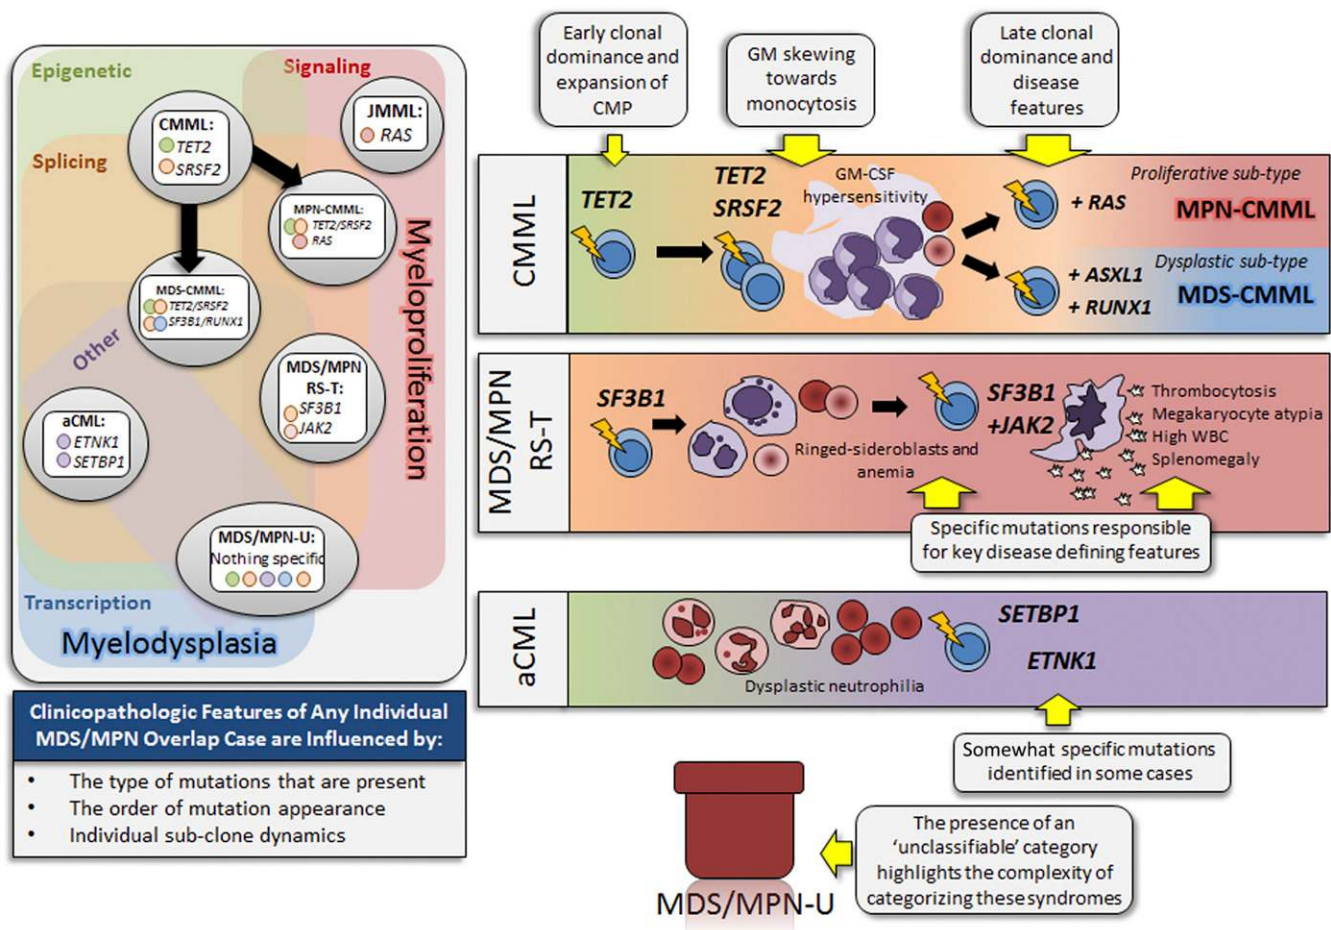 Epigenetic
Signaling
Splicing
Other
Transcription
Myelodysplasia
Myeloproliferation
CMML:
TET2
SRSF2
JMML:
RAS
MPN-CMML:
TET2/SRSF2
RAS
MDS-CMML:
TET2/SRSF2
SF3B1/RUNX1
MDS/MPN
RS-T:
SF3B1
JAK2
aCML:
ETNK1
SETBP1
MDS/MPN-U:
Nothing specific
Clinicopathologic Features of Any Individual
MDS/MPN Overlap Case are Influenced by:
• The type of mutations that are present
• The order of mutation appearance
• Individual sub-clone dynamics
Early clonal
dominance and
expansion of
CMP
GM skewing
towards
monocytosis
Late clonal
dominance and
disease
features
CMML
TET2
TET2
SRSF2
GM-CSF
hypersensitivity
+ RAS
Proliferative sub-type
MPN-CMML
+ ASXL1
+ RUNX1
Dysplastic sub-type
MDS-CMML
MDS/MPN
RS-T
SF3B1
Ringed-sideroblasts and
anemia
SF3B1
+JAK2
Thrombocytosis
Megakaryocyte atypia
High WBC
Splenomegaly
Specific mutations responsible
for key disease defining features
aCML
Dysplastic neutrophilia
SETBP1
ETNK1
Somewhat specific mutations
identified in some cases
MDS/MPN-U
The presence of an
‘unclassifiable’ category
highlights the complexity of
categorizing these syndromes